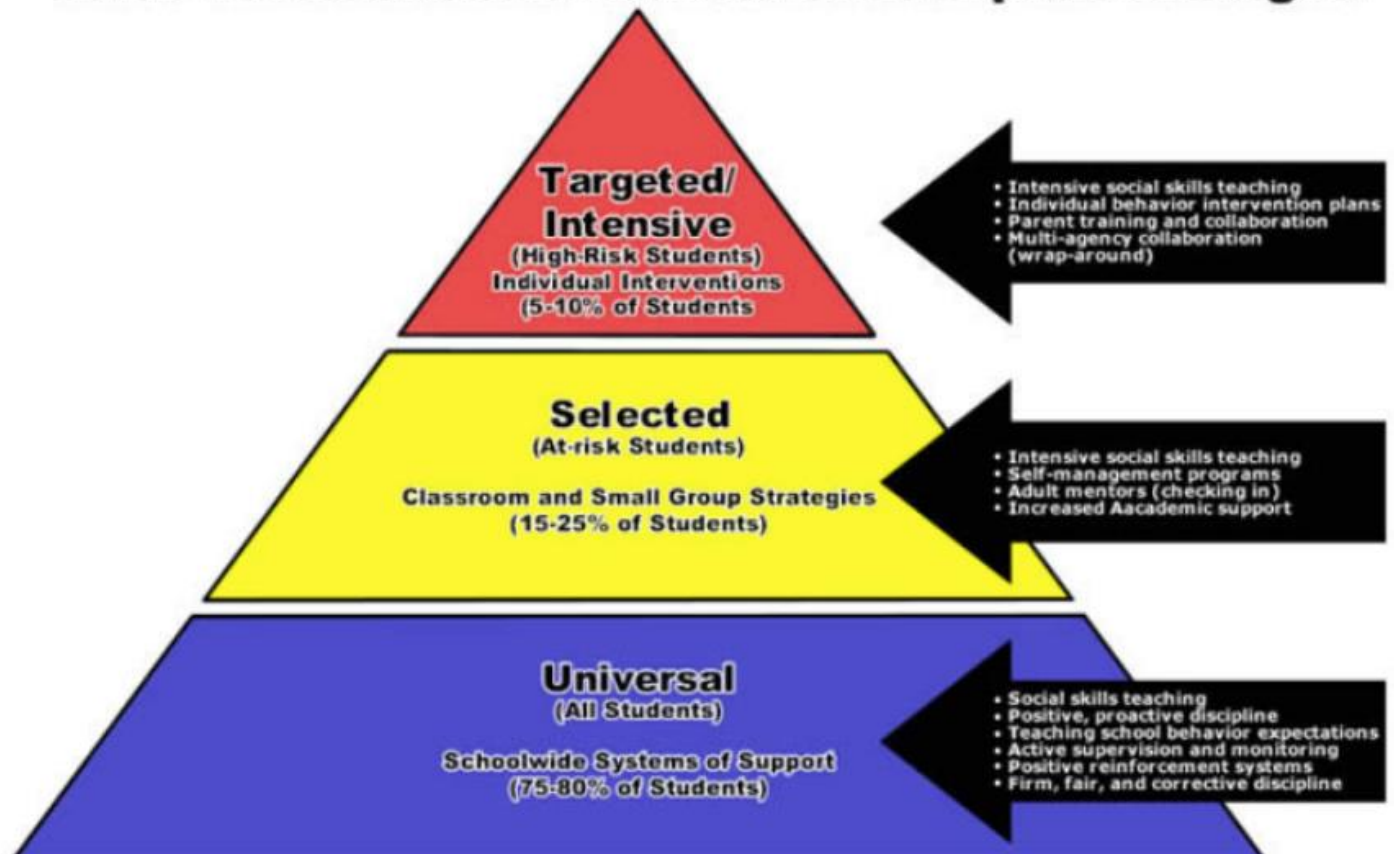 Targeted/
Intensive
(High-Risk Students)
Individual Interventions
(5-10% of Students
• Intensive social skills teaching
• Individual behavior intervention plans
• Parent training and collaboration
• Multi-agency collaboration
(wrap-around)
Selected
(At-risk Students)
Classroom and Small Group Strategies
(15-25% of Students)
• Intensive social skills teaching
• Self-management programs
• Adult mentors (checking in)
• Increased Aacademic support
Universal
(All Students)
Schoolwide Systems of Support
(75-80% of Students)
• Social skills teaching
• Positive, proactive discipline
• Teaching school behavior expectations
• Active supervision and monitoring
• Positive reinforcement systems
• Firm, fair, and corrective discipline